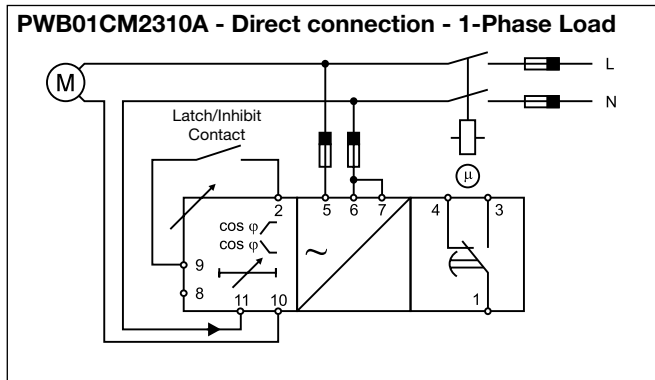 PWB01CM2310A - Direct connection - 1-Phase Load
M
L
N
Latch/Inhibit
Contact
μ
2
5
6
7
4
3
cos φ
cos φ
~
9
8
11
10
1